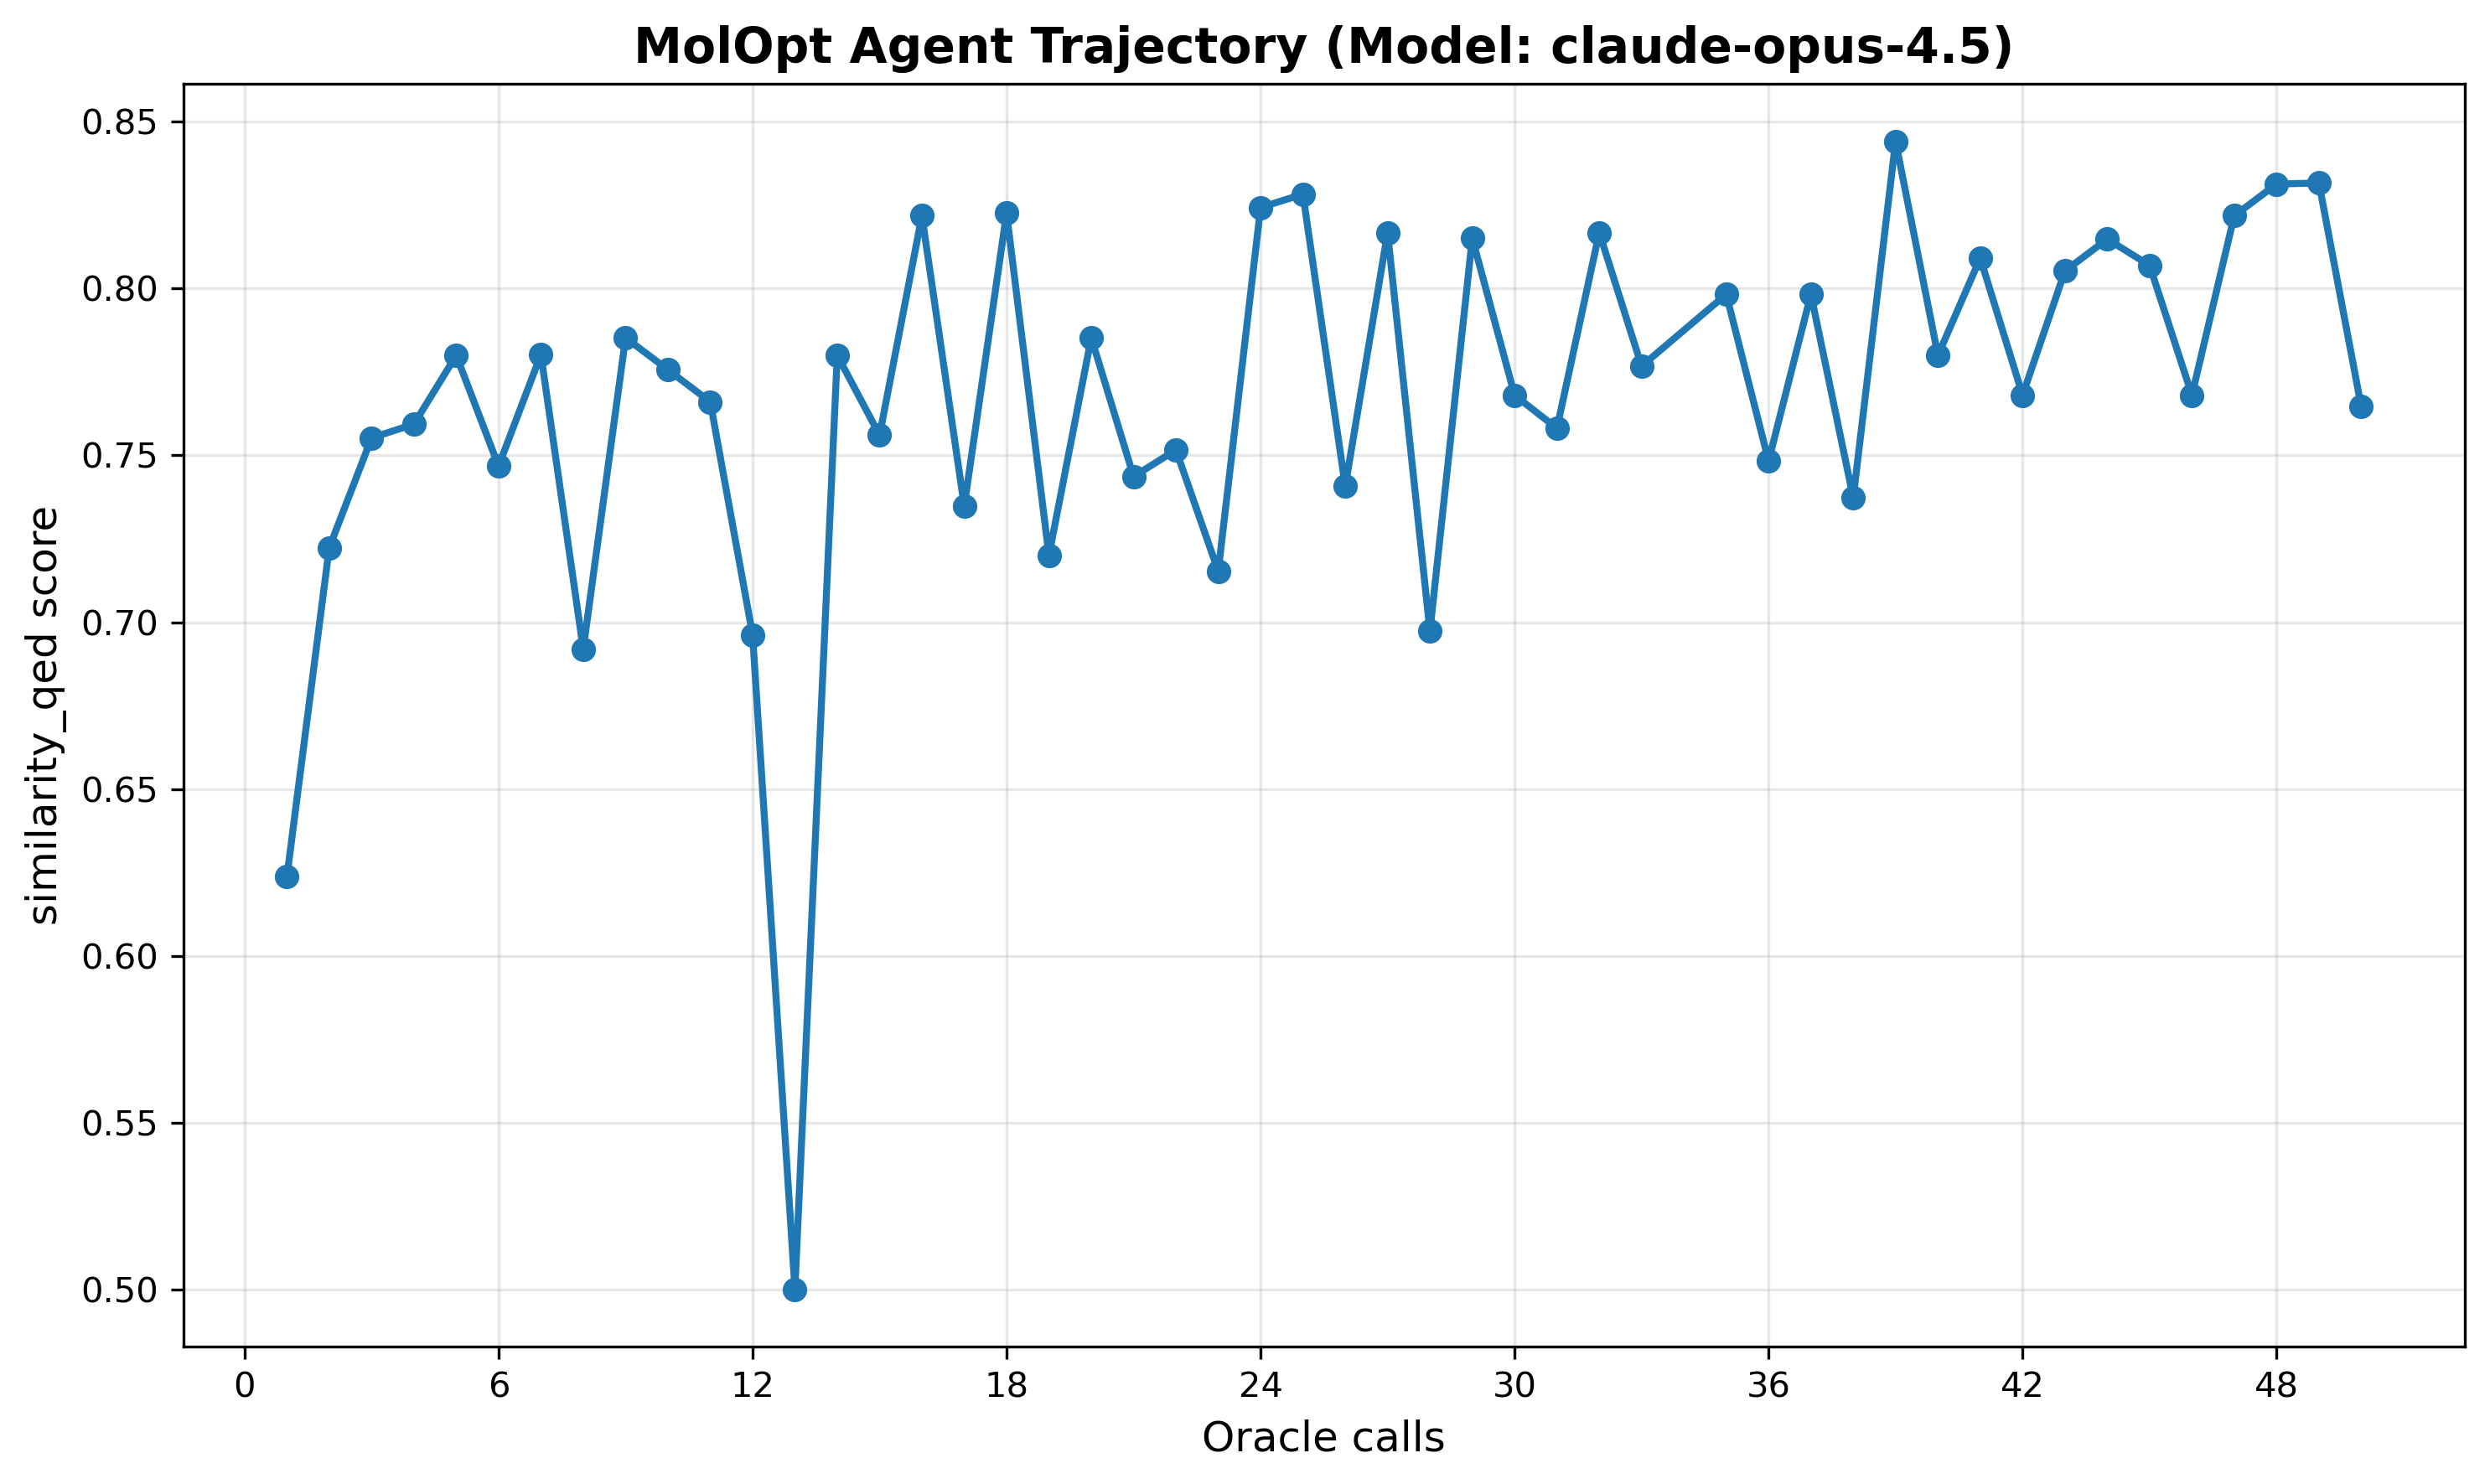 MolOpt Agent Trajectory (Model: claude-opus-4.5)
similarity_qed score
0.85
0.80
0.75
0.70
0.65
0.60
0.55
0.50
0 6 12 18 24 30 36 42 48
Oracle calls